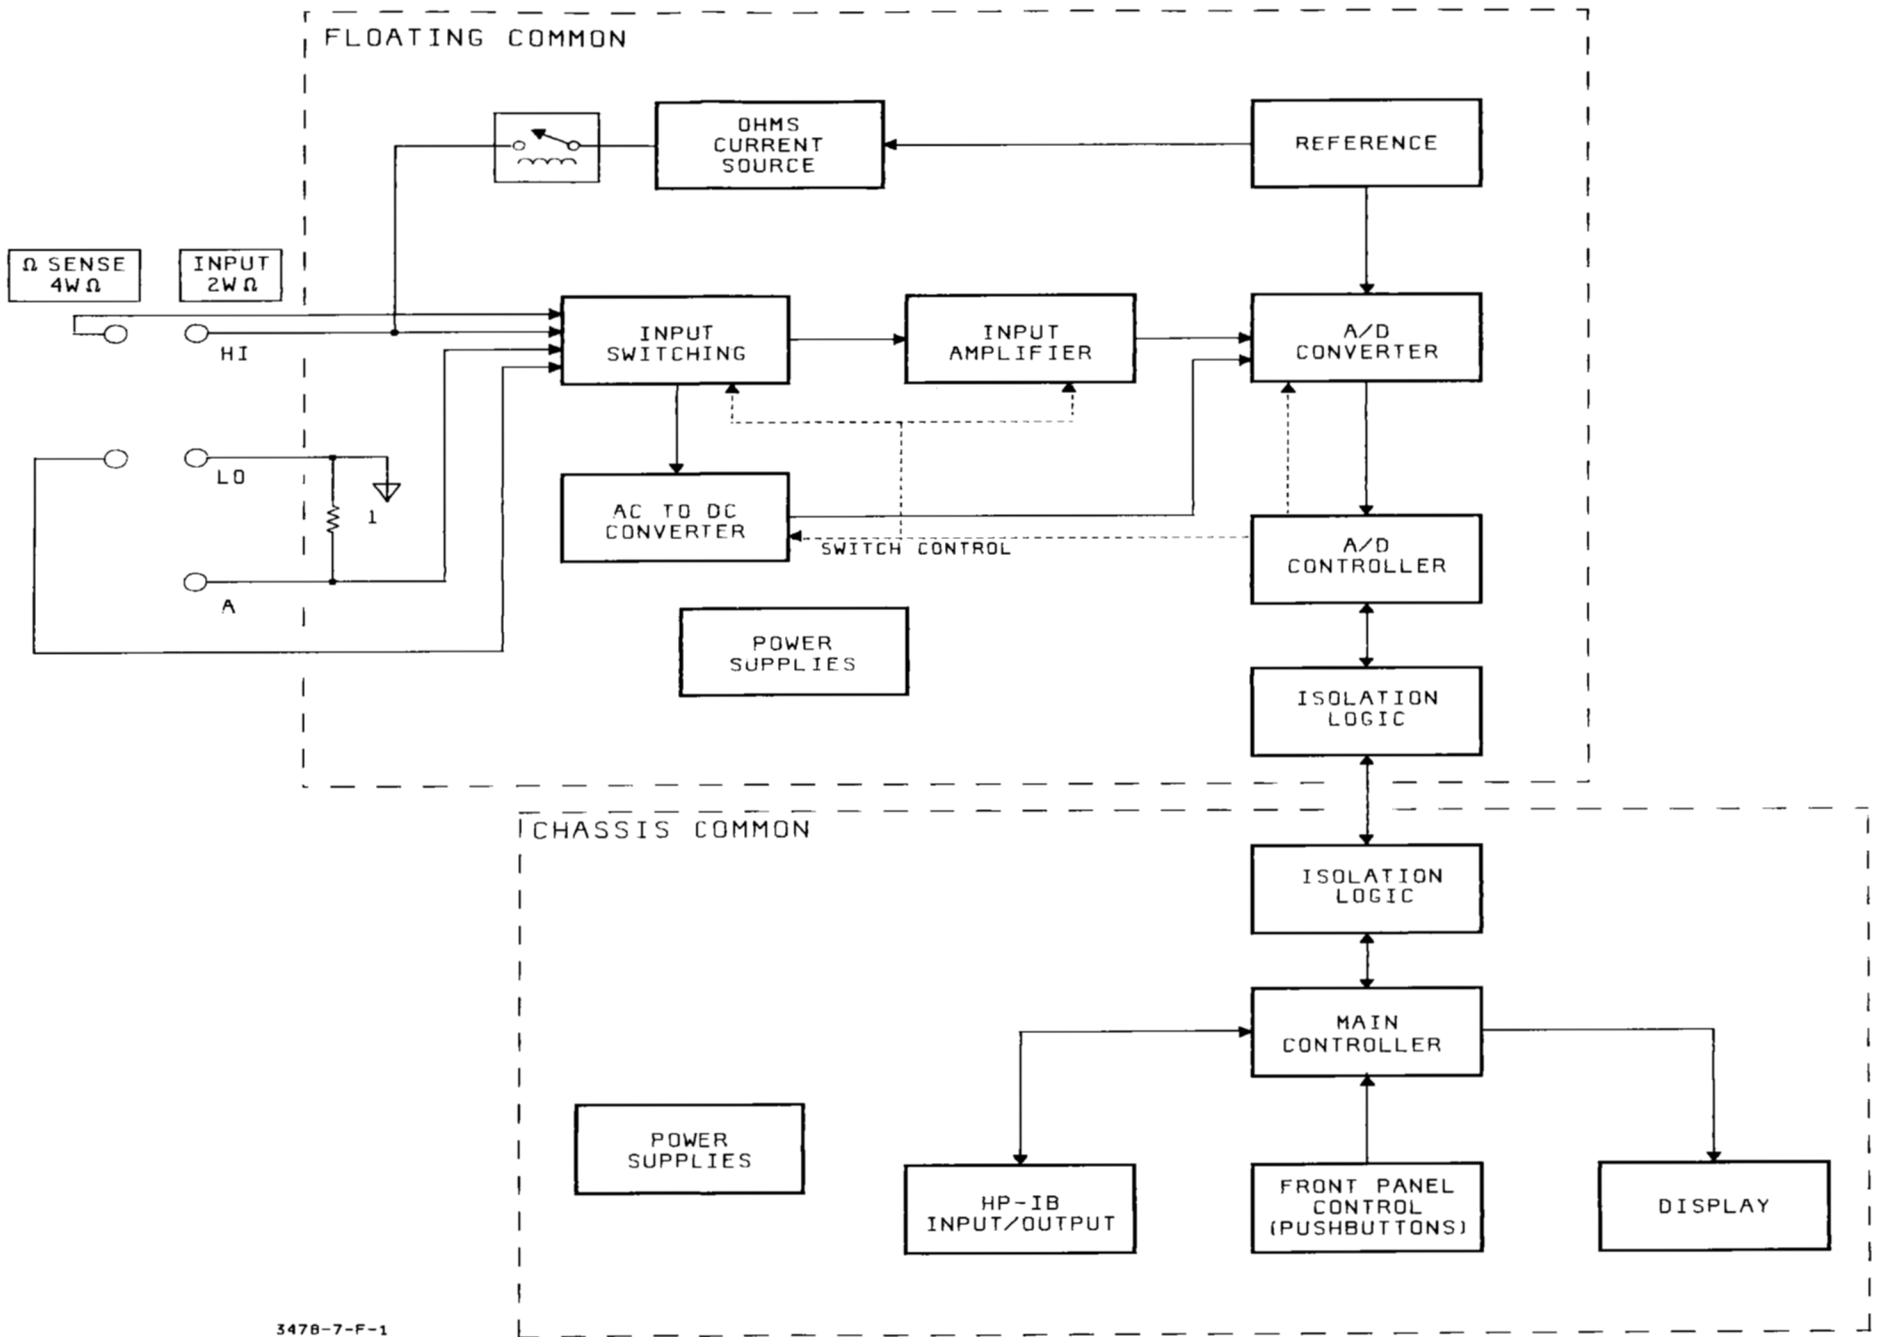 FLOATING COMMON
OHMS
CURRENT
SOURCE
REFERENCE
Ω SENSE
4WΩ
INPUT
2WΩ
HI
INPUT
SWITCHING
INPUT
AMPLIFIER
A/D
CONVERTER
LO
1
A
AC TO DC
CONVERTER
SWITCH CONTROL
A/D
CONTROLLER
POWER
SUPPLIES
ISOLATION
LOGIC
CHASSIS COMMON
ISOLATION
LOGIC
MAIN
CONTROLLER
POWER
SUPPLIES
HP-IB
INPUT/OUTPUT
FRONT PANEL
CONTROL
(PUSHBUTTONS)
DISPLAY
3478-7-F-1